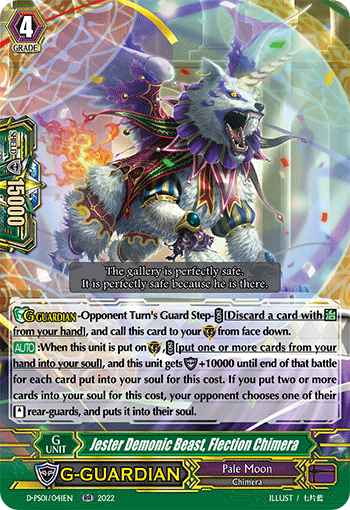 4
GRADE
SHIELD
15000
The gallery is perfectly safe.
It is perfectly safe because he is there.
G GUARDIAN -Opponent Turn's Guard Step- [Discard a card with
from your hand], and call this card to your from face down.
AUTO :When this unit is put on , [put one or more cards from your
hand into your soul], and this unit gets +10000 until end of that battle
for each card put into your soul for this cost. If you put two or more
cards into your soul for this cost, your opponent chooses one of their
rear-guards, and puts it into their soul.
G
UNIT
Jester Demonic Beast, Flection Chimera
G-GUARDIAN
Pale Moon
Chimera
D-PS01/041EN RR 2022
ILLUST / 七片藍